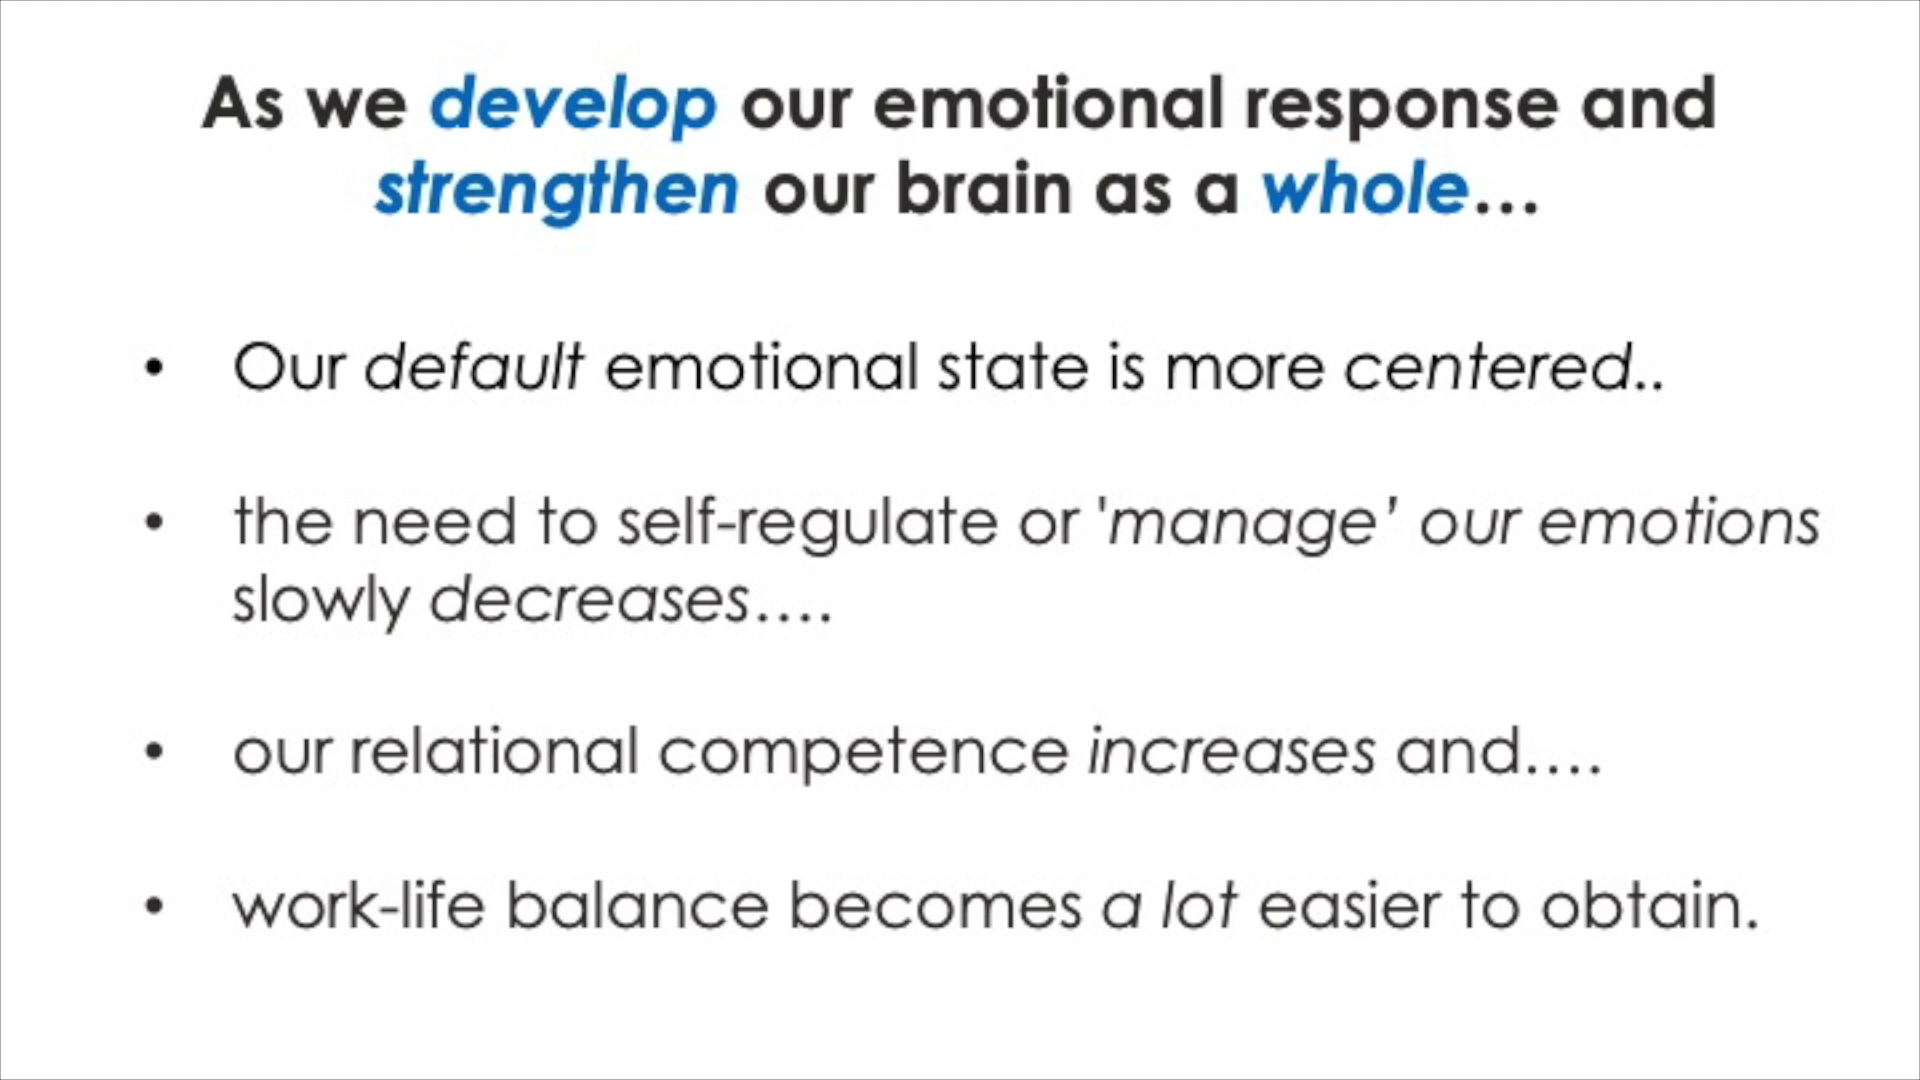 As we develop our emotional response and
strengthen our brain as a whole…
• Our default emotional state is more centered..
• the need to self-regulate or 'manage’ our emotions
slowly decreases….
• our relational competence increases and….
• work-life balance becomes a lot easier to obtain.